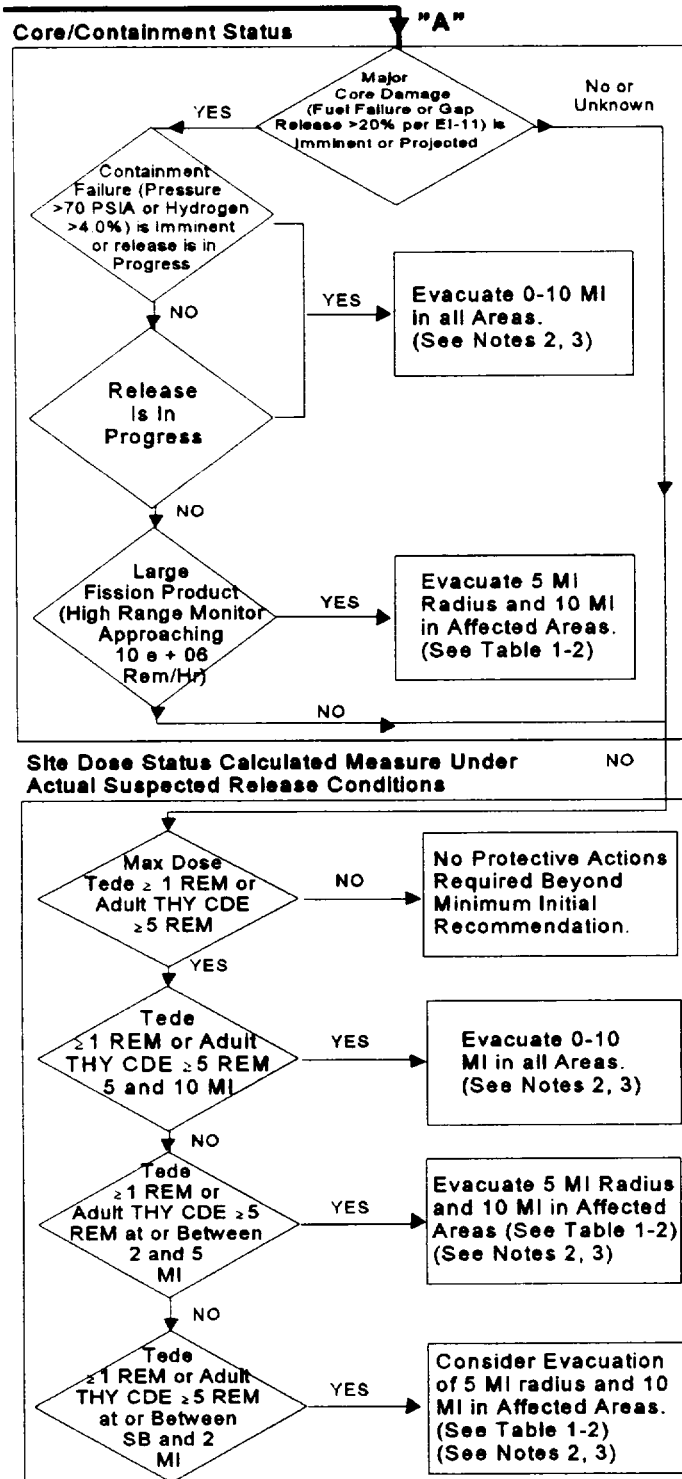 "A"
Core/Containment Status
Major
Core Damage
(Fuel Failure or Gap
Release >20% per EI-11) is
Imminent or Projected
YES
No or
Unknown
Containment
Failure (Pressure
>70 PSIA or Hydrogen
>4.0%) is Imminent
or release is in
Progress
YES
Evacuate 0-10 MI
in all Areas.
(See Notes 2, 3)
NO
Release
Is In
Progress
NO
Large
Fission Product
(High Range Monitor
Approaching
10 e + 06
Rem/Hr)
YES
Evacuate 5 MI
Radius and 10 MI
in Affected Areas.
(See Table 1-2)
NO
Site Dose Status Calculated Measure Under
Actual Suspected Release Conditions
NO
Max Dose
Tede ≥ 1 REM or
Adult THY CDE
≥5 REM
NO
No Protective Actions
Required Beyond
Minimum Initial
Recommendation.
YES
Tede
≥1 REM or Adult
THY CDE ≥5 REM
5 and 10 MI
YES
Evacuate 0-10
MI in all Areas.
(See Notes 2, 3)
NO
Tede
≥1 REM or
Adult THY CDE ≥5
REM at or Between
2 and 5
MI
YES
Evacuate 5 MI Radius
and 10 MI in Affected
Areas (See Table 1-2)
(See Notes 2, 3)
NO
Tede
≥1 REM or Adult
THY CDE ≥5 REM
at or Between
SB and 2
MI
YES
Consider Evacuation
of 5 MI radius and 10
MI in Affected Areas.
(See Table 1-2)
(See Notes 2, 3)